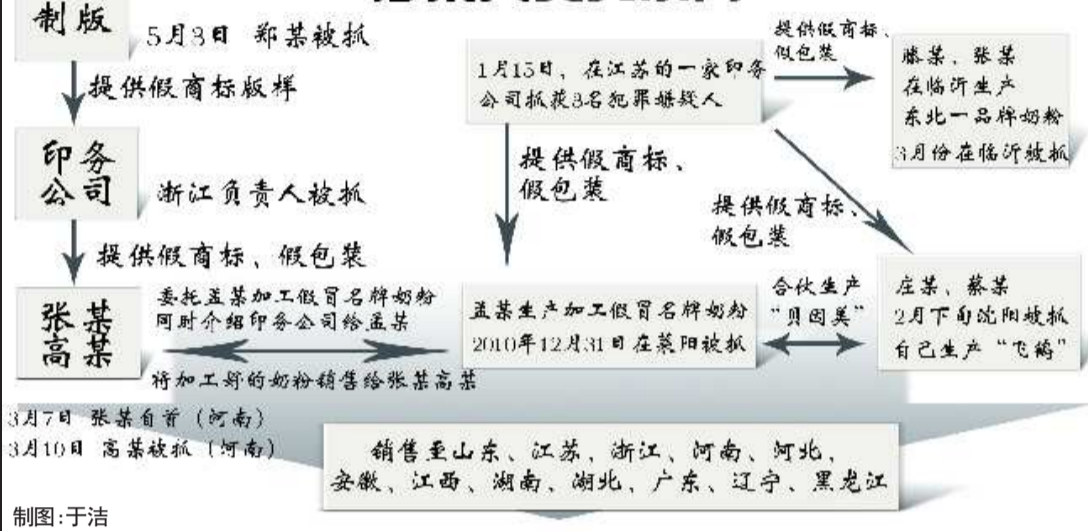 制版
5月3日 郑某被抓
提供假商标版样
印务
公司
浙江负责人被抓
提供假商标、假包装
张某
高某
委托孟某加工假冒名牌奶粉
同时介绍印务公司给孟某
将加工好的奶粉销售给张某高某
3月7日 张某自首（河南）
3月10日 高某被抓（河南）
1月15日，在江苏的一家印务
公司抓获3名犯罪嫌疑人
提供假商标、
假包装
滕某、张某
在临沂生产
东北一品牌奶粉
3月份在临沂被抓
提供假商标、
假包装
提供假商标、
假包装
孟某生产加工假冒名牌奶粉
2010年12月31日在莱阳被抓
合伙生产
“贝因美”
庄某、蔡某
2月下旬沈阳被抓
自己生产“飞鹤”
销售至山东、江苏、浙江、河南、河北、
安徽、江西、湖南、湖北、广东、辽宁、黑龙江
制图:于洁